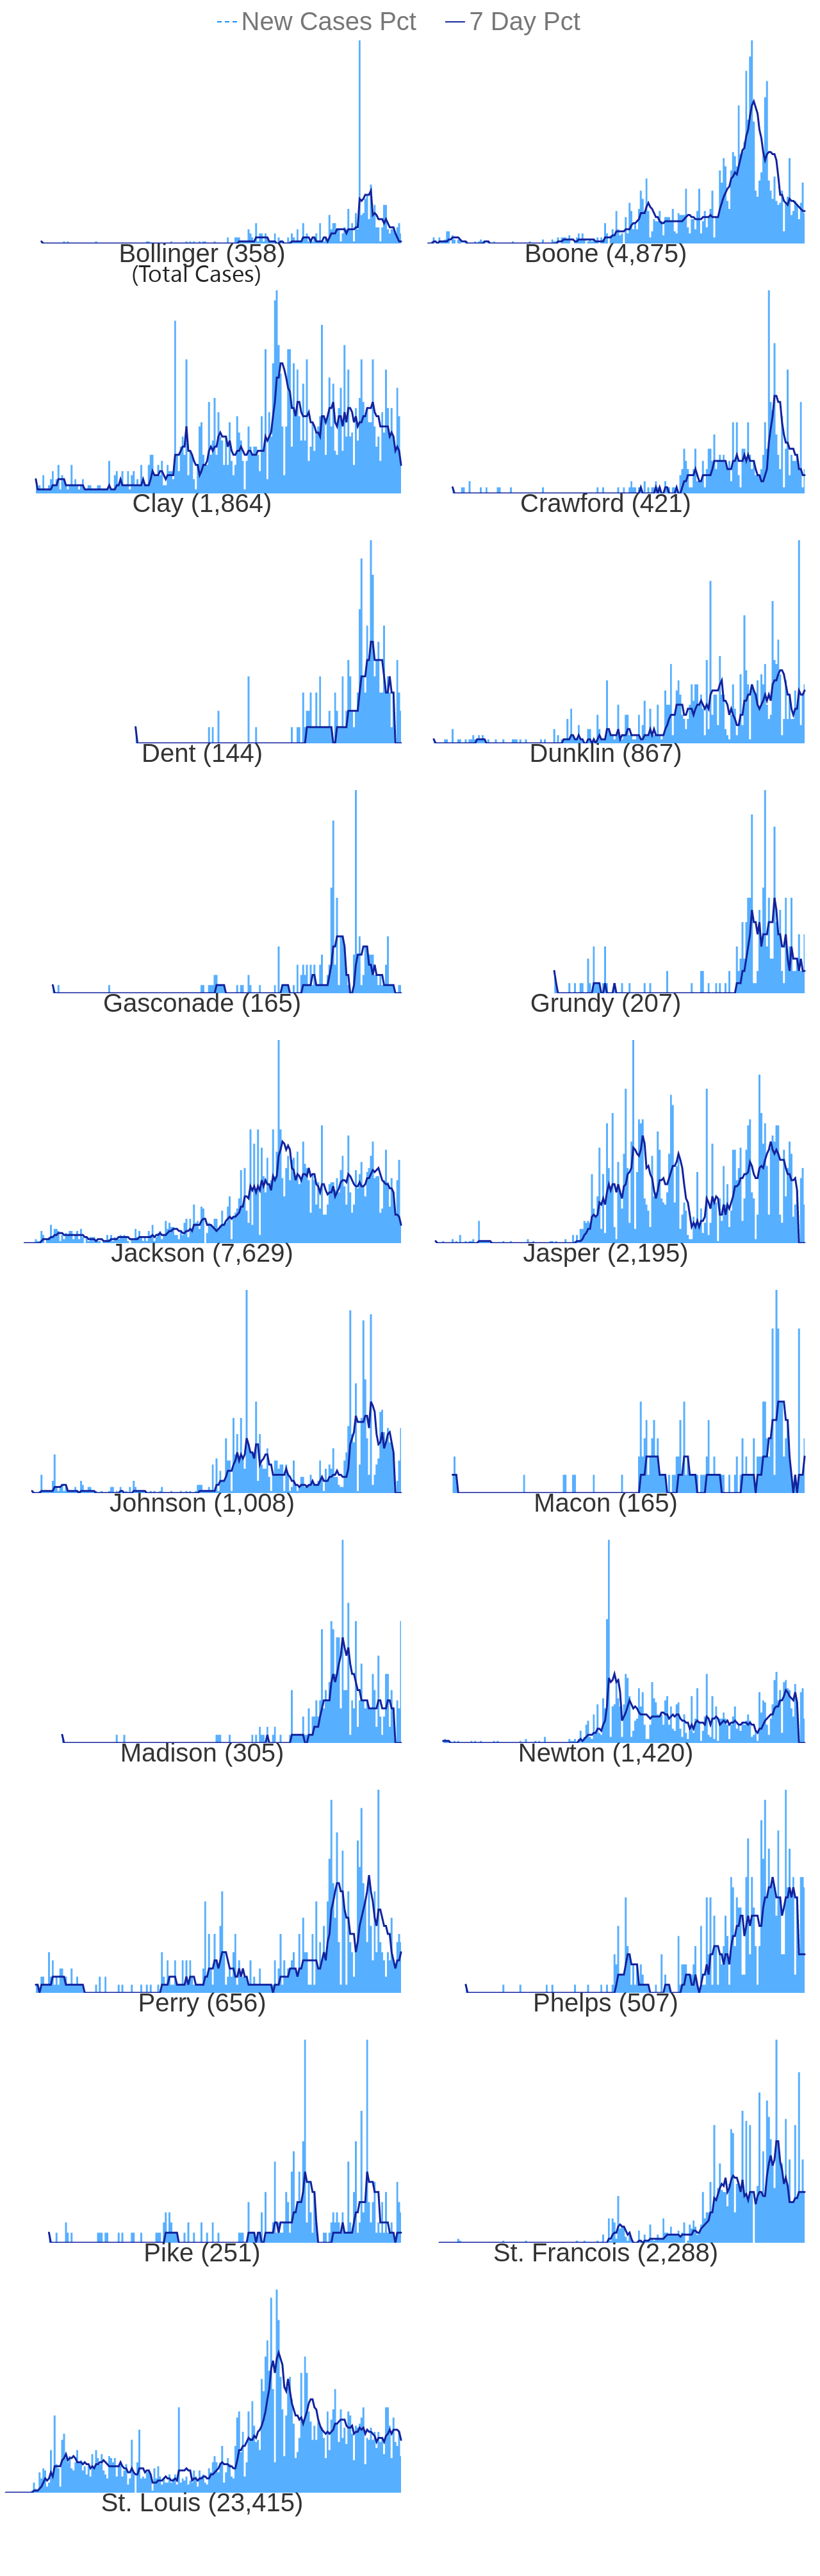 New Cases Pct 7 Day Pct
Bollinger (358) Boone (4,875)
(Total Cases)
Clay (1,864) Crawford (421)
Dent (144) Dunklin (867)
Gasconade (165) Grundy (207)
Jackson (7,629) Jasper (2,195)
Johnson (1,008) Macon (165)
Madison (305) Newton (1,420)
Perry (656) Phelps (507)
Pike (251) St. Francois (2,288)
St. Louis (23,415)